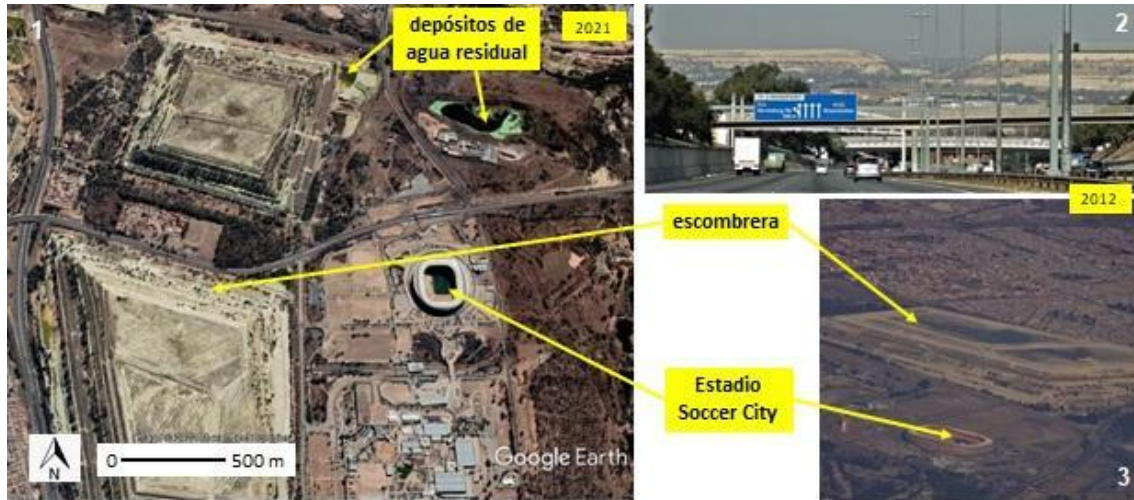 1
depósitos de
agua residual
2021
2
2012
escombrera
Estadio
Soccer City
N
0
500 m
Google Earth
3